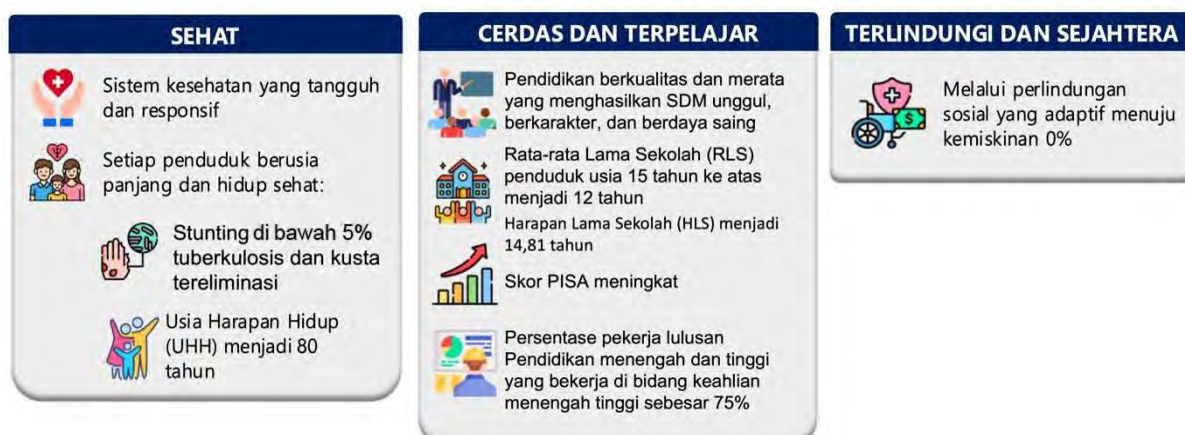 SEHAT
Sistem kesehatan yang tangguh
dan responsif
Setiap penduduk berusia
panjang dan hidup sehat:
Stunting di bawah 5%
tuberkulosis dan kusta
tereliminasi
Usia Harapan Hidup
(UHH) menjadi 80
tahun
CERDAS DAN TERPELAJAR
Pendidikan berkualitas dan merata
yang menghasilkan SDM unggul,
berkarakter, dan berdaya saing
Rata-rata Lama Sekolah (RLS)
penduduk usia 15 tahun ke atas
menjadi 12 tahun
Harapan Lama Sekolah (HLS) menjadi
14,81 tahun
Skor PISA meningkat
Persentase pekerja lulusan
Pendidikan menengah dan tinggi
yang bekerja di bidang keahlian
menengah tinggi sebesar 75%
TERLINDUNGI DAN SEJAHTERA
Melalui perlindungan
sosial yang adaptif menuju
kemiskinan 0%